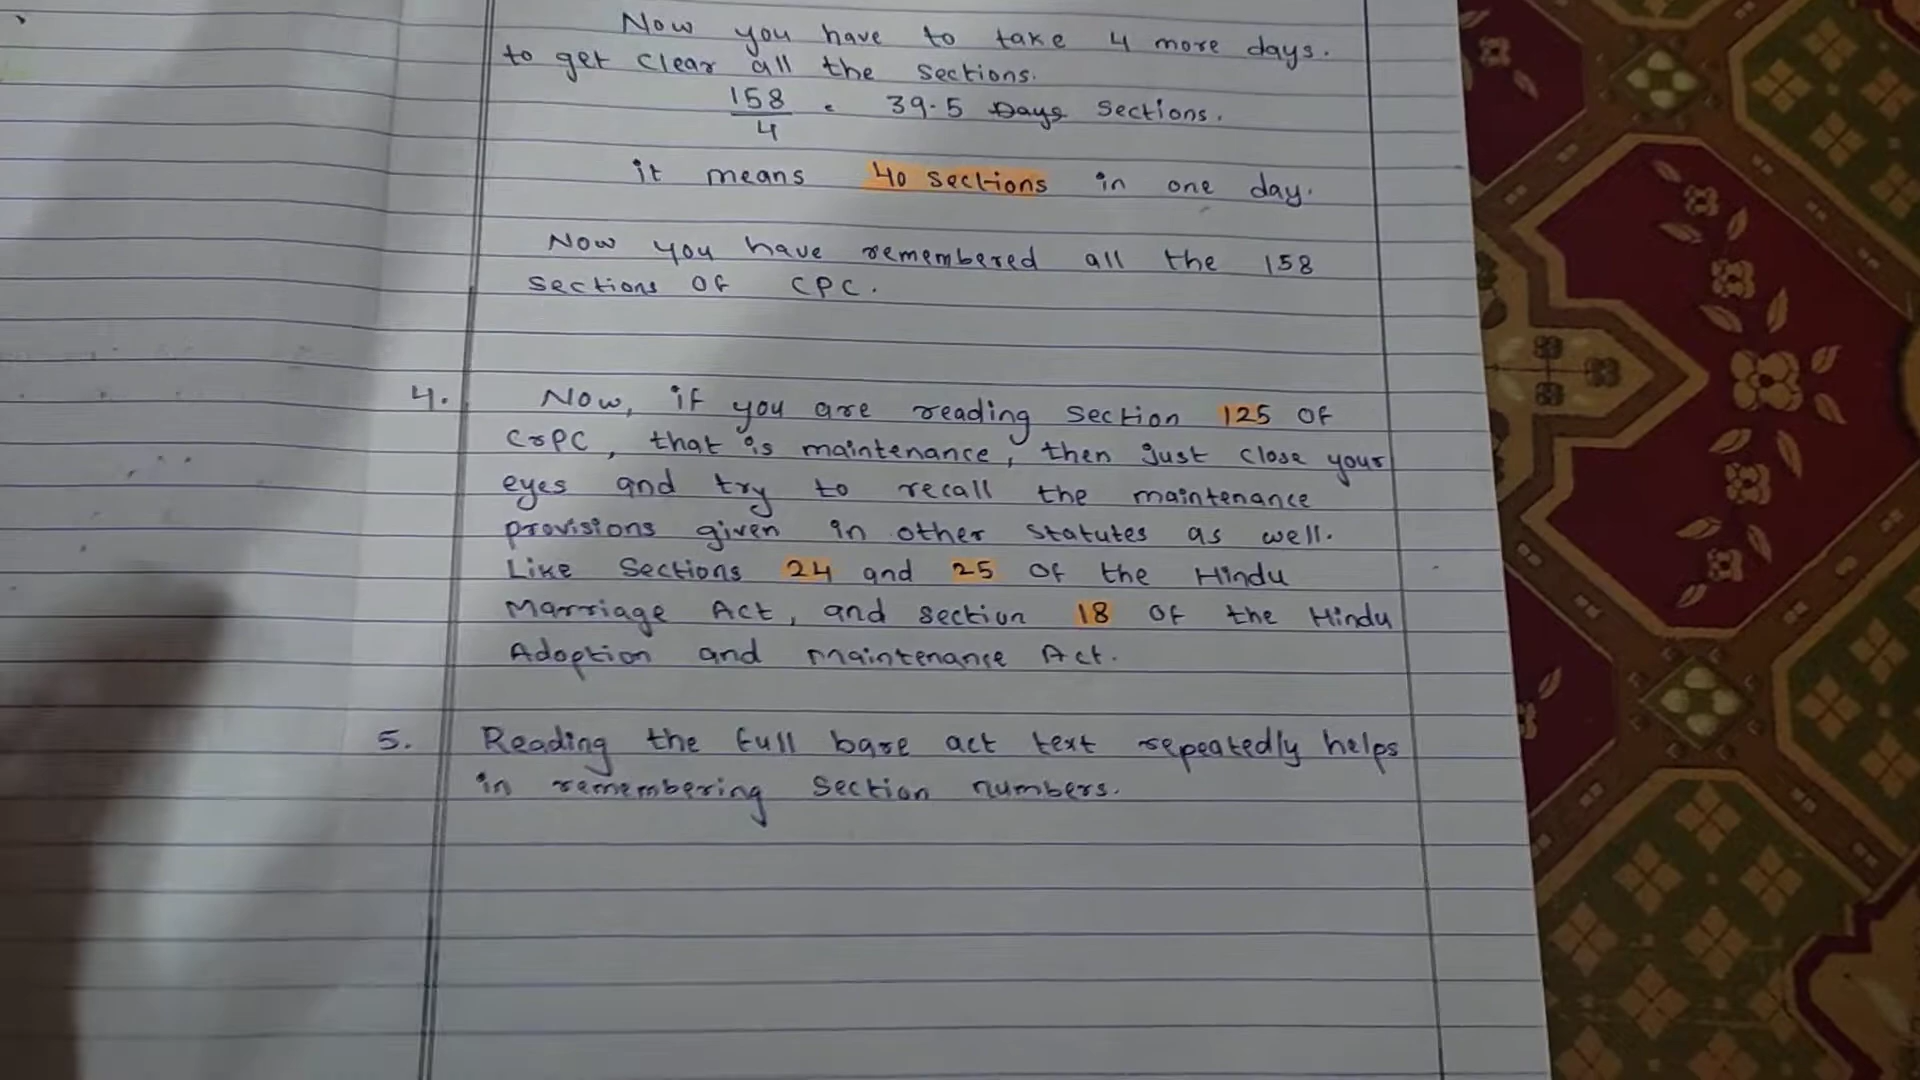 Now you have to take 4 more days.
to get clear all the sections.
158/4 = 39.5 Days sections.
it means 40 sections in one day.
Now you have remembered all the 158
sections of CPC.
4. Now, if you are reading section 125 of
CrPC, that is maintenance, then just close your
eyes and try to recall the maintenance
provisions given in other statutes as well.
Like Sections 24 and 25 of the Hindu
Marriage Act, and section 18 of the Hindu
Adoption and maintenance Act.
5. Reading the full bare act text repeatedly helps
in remembering section numbers.